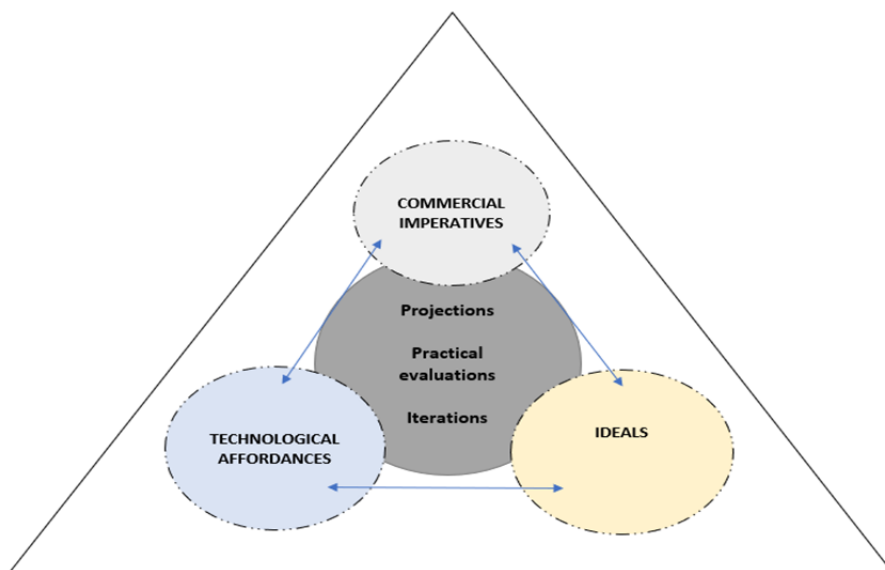 COMMERCIAL
IMPERATIVES
Projections
Practical
evaluations
Iterations
TECHNOLOGICAL
AFFORDANCES
IDEALS